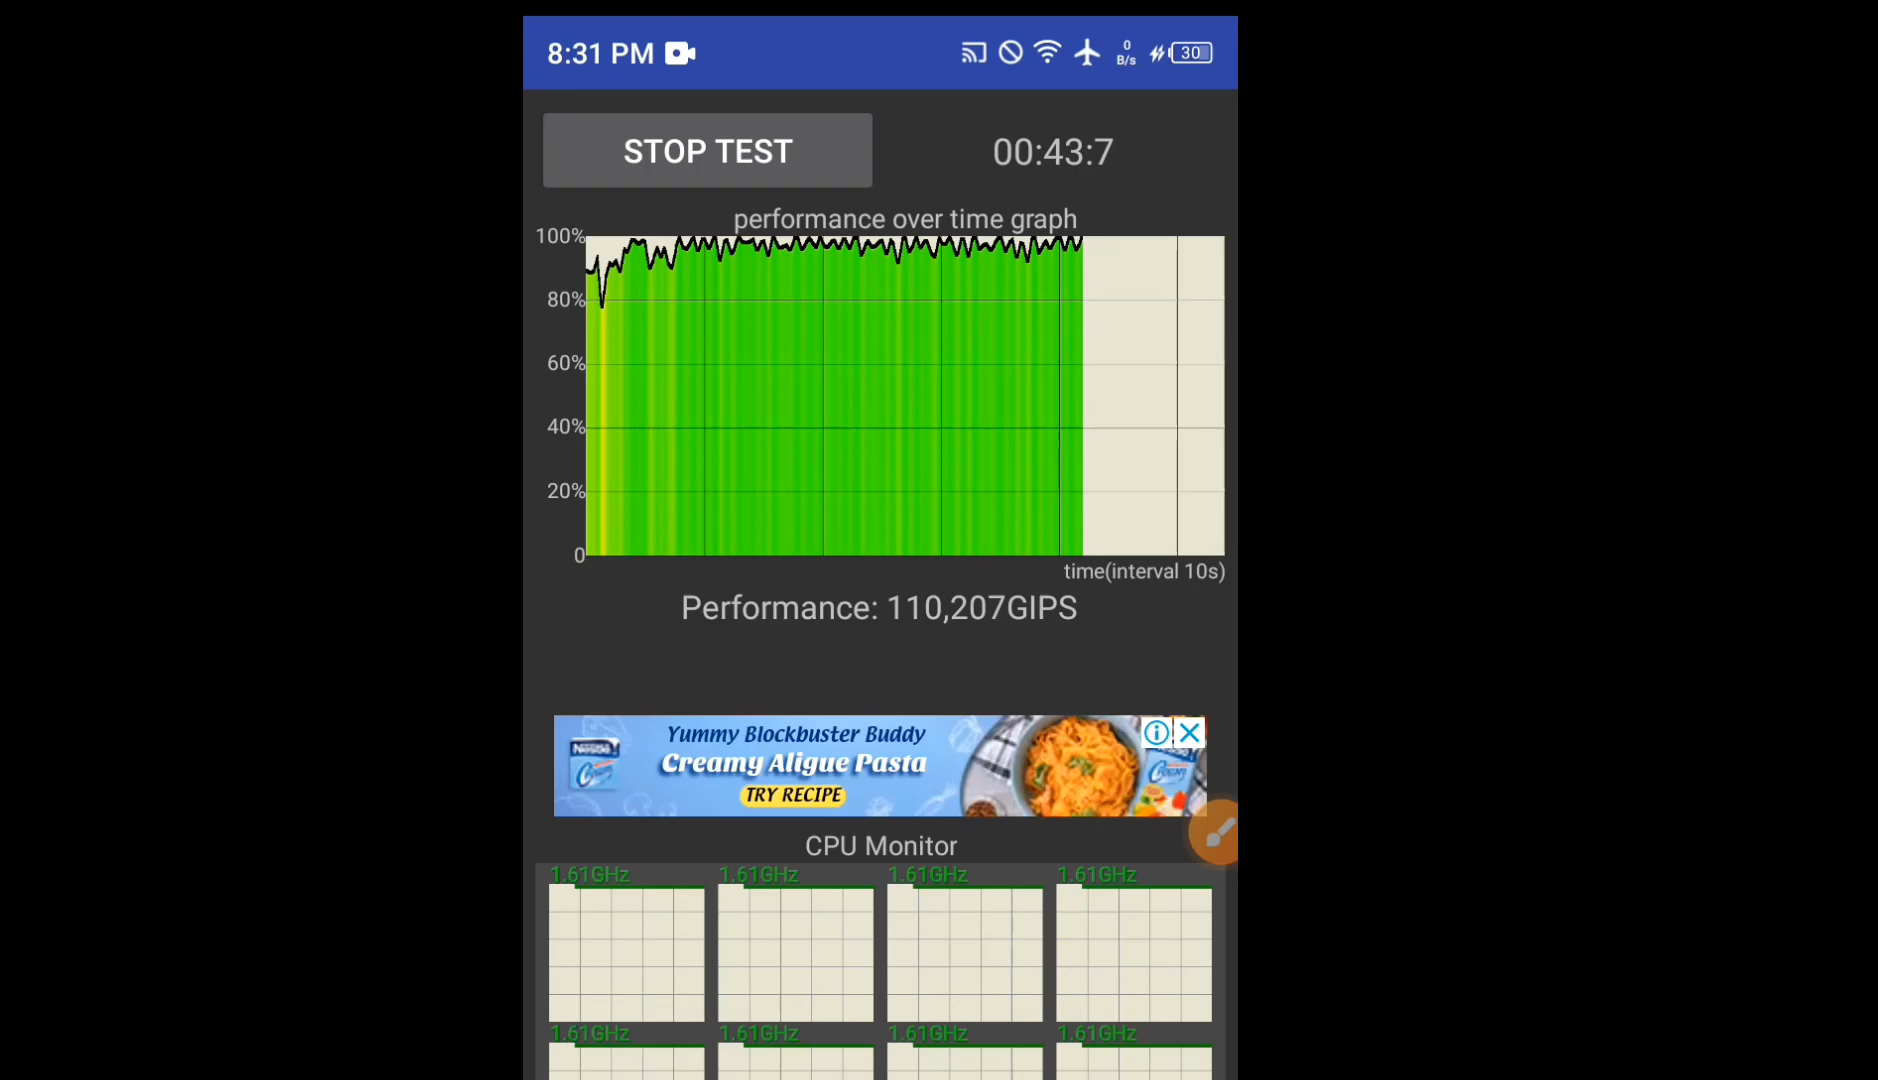 8:31 PM
0
B/s
30
STOP TEST
00:43:7
performance over time graph
100%
80%
60%
40%
20%
0
time(interval 10s)
Performance: 110,207GIPS
Nestlé
Yummy Blockbuster Buddy
Creamy Aligue Pasta
TRY RECIPE
CPU Monitor
1.61GHz 1.61GHz 1.61GHz 1.61GHz
1.61GHz 1.61GHz 1.61GHz 1.61GHz